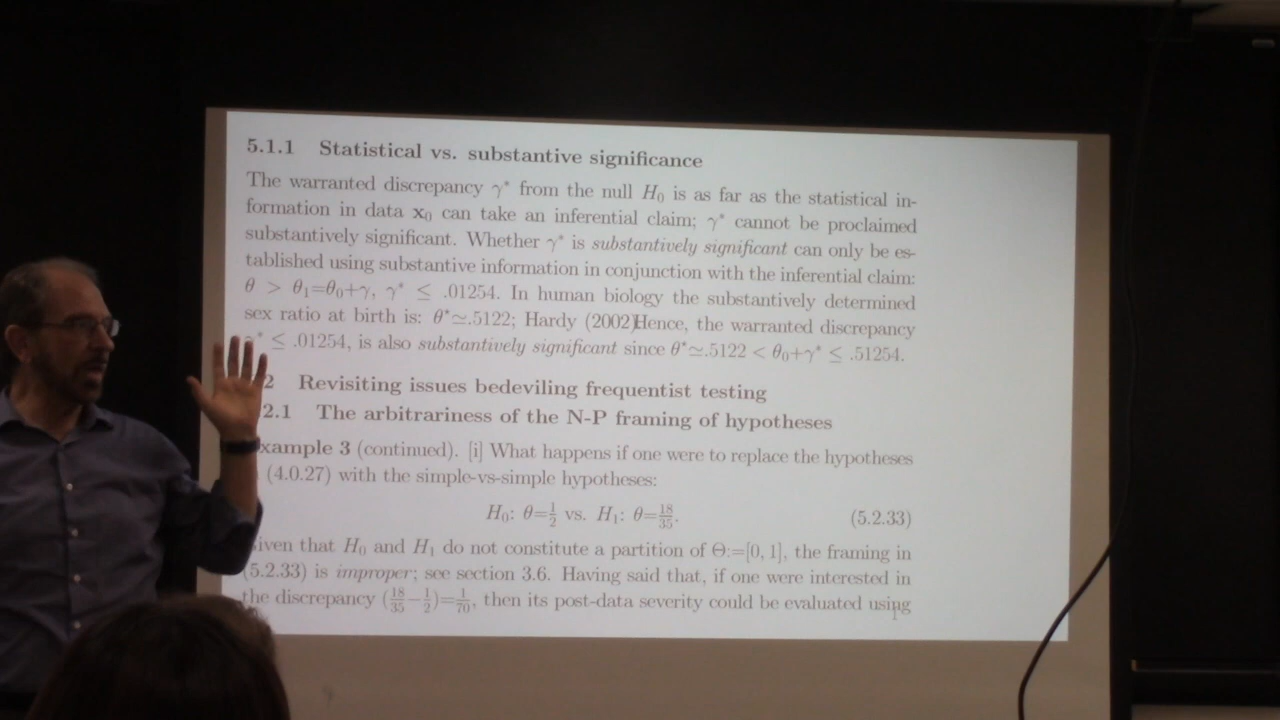 5.1.1 Statistical vs. substantive significance
The warranted discrepancy γ* from the null H₀ is as far as the statistical in-
formation in data x₀ can take an inferential claim; γ* cannot be proclaimed
substantively significant. Whether γ* is substantively significant can only be es-
tablished using substantive information in conjunction with the inferential claim:
θ > θ₁=θ₀+γ, γ* ≤ .01254. In human biology the substantively determined
sex ratio at birth is: θ*≃.5122; Hardy (2002)Hence, the warranted discrepancy
* ≤ .01254, is also substantively significant since θ*≃.5122 < θ₀+γ* ≤ .51254.
2 Revisiting issues bedeviling frequentist testing
2.1 The arbitrariness of the N-P framing of hypotheses
xample 3 (continued). [i] What happens if one were to replace the hypotheses
(4.0.27) with the simple-vs-simple hypotheses:
H₀: θ=1/2 vs. H₁: θ=18/35. (5.2.33)
iven that H₀ and H₁ do not constitute a partition of Θ:=[0, 1], the framing in
(5.2.33) is improper; see section 3.6. Having said that, if one were interested in
the discrepancy (18/35−1/2)=1/70, then its post-data severity could be evaluated using